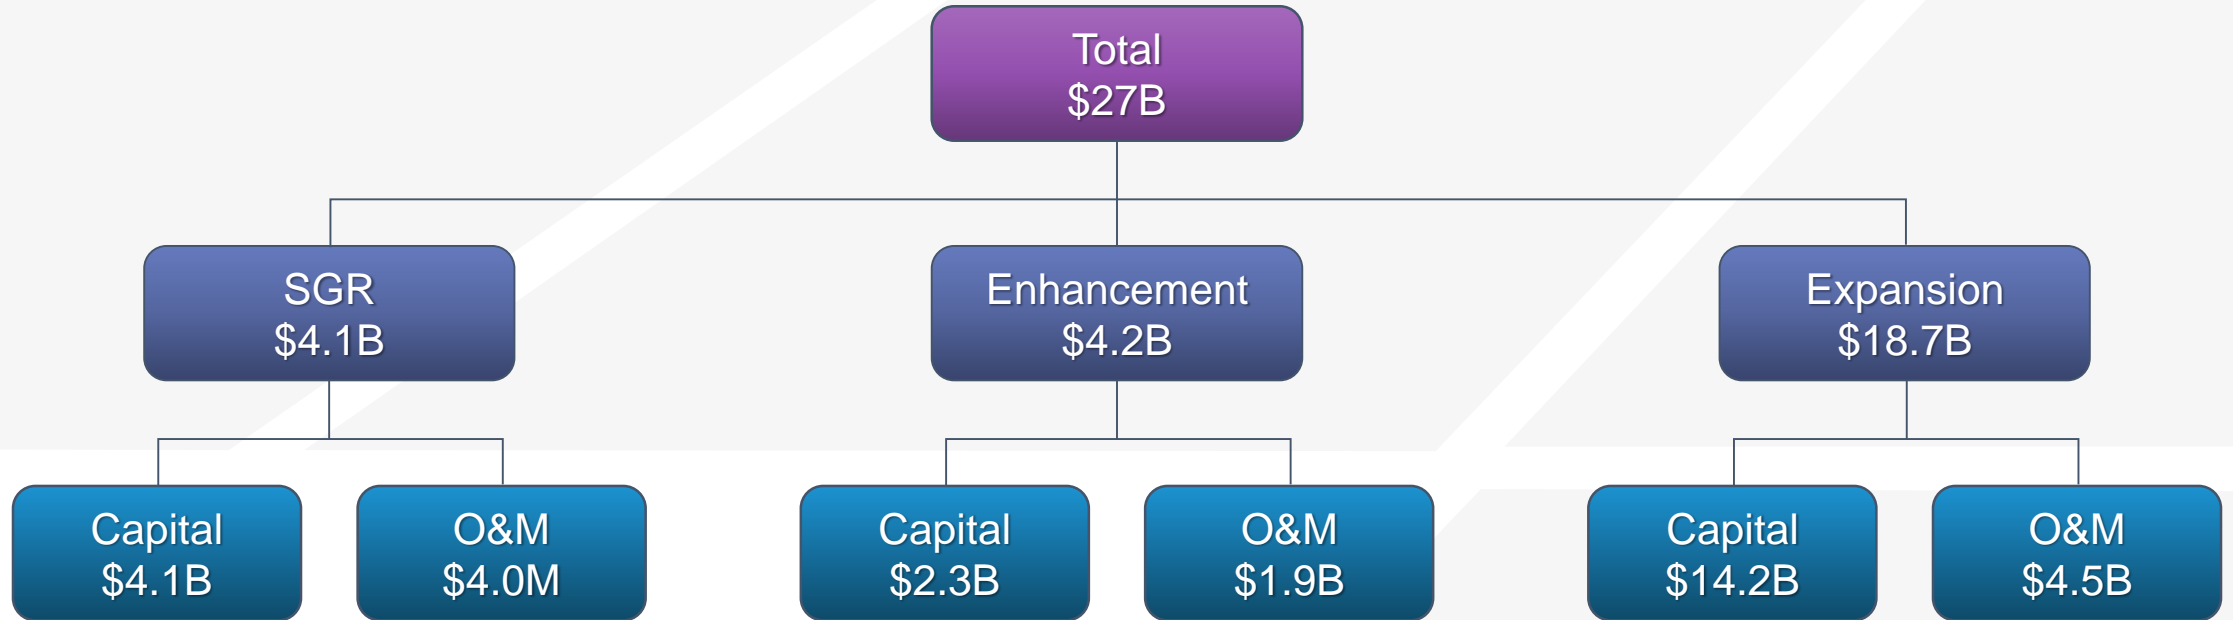 Total
$27B
SGR
$4.1B
Enhancement
$4.2B
Expansion
$18.7B
Capital
$4.1B
O&M
$4.0M
Capital
$2.3B
O&M
$1.9B
Capital
$14.2B
O&M
$4.5B